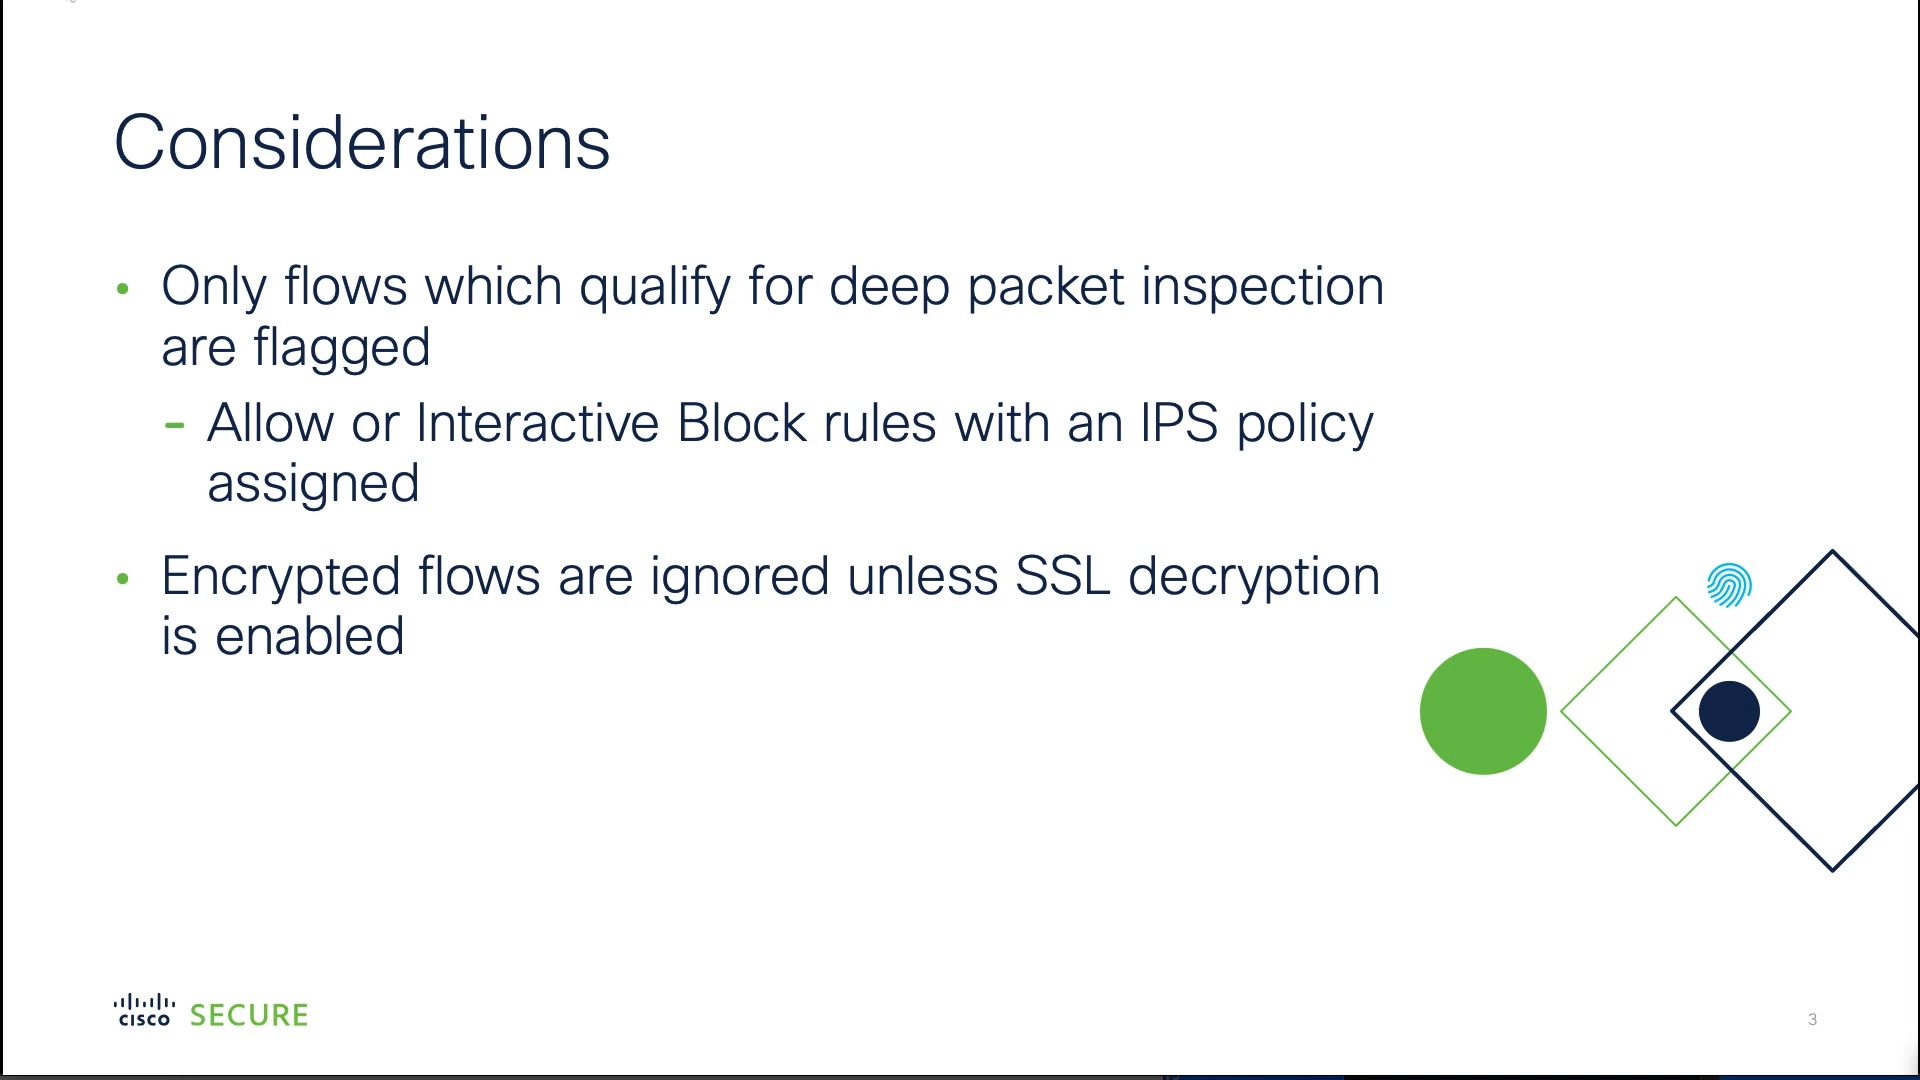 Considerations
• Only flows which qualify for deep packet inspection
are flagged
– Allow or Interactive Block rules with an IPS policy
assigned
• Encrypted flows are ignored unless SSL decryption
is enabled
cisco SECURE
3